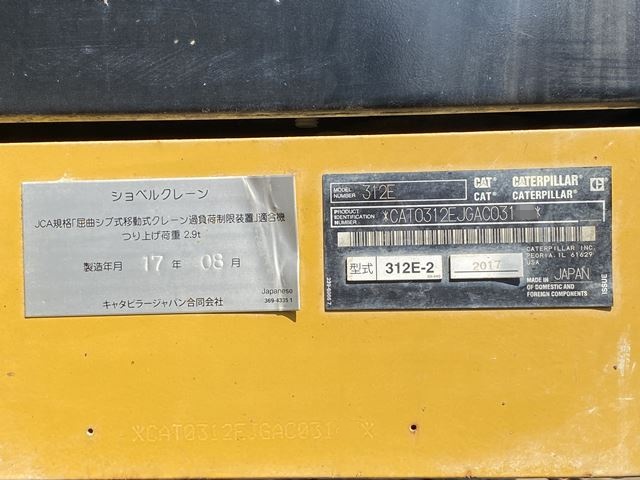 ショベルクレーン
JCA規格「屈曲ジブ式移動式クレーン過負荷制限装置」適合機
つり上げ荷重 2.9t
製造年月 17 年 08 月
キャタピラージャパン合同会社
Japanese
369-4335 1
MODEL NUMBER 312E
CAT CATERPILLAR
CAT CATERPILLAR
PRODUCT IDENTIFICATION NUMBER *CAT0312EJGAC031 *
CATERPILLAR INC.
PEORIA, IL 61629
USA
型式 312E-2 2017
MADE IN JAPAN
OF DOMESTIC AND
FOREIGN COMPONENTS
ISSUE
*CAT0312EJGAC031 *